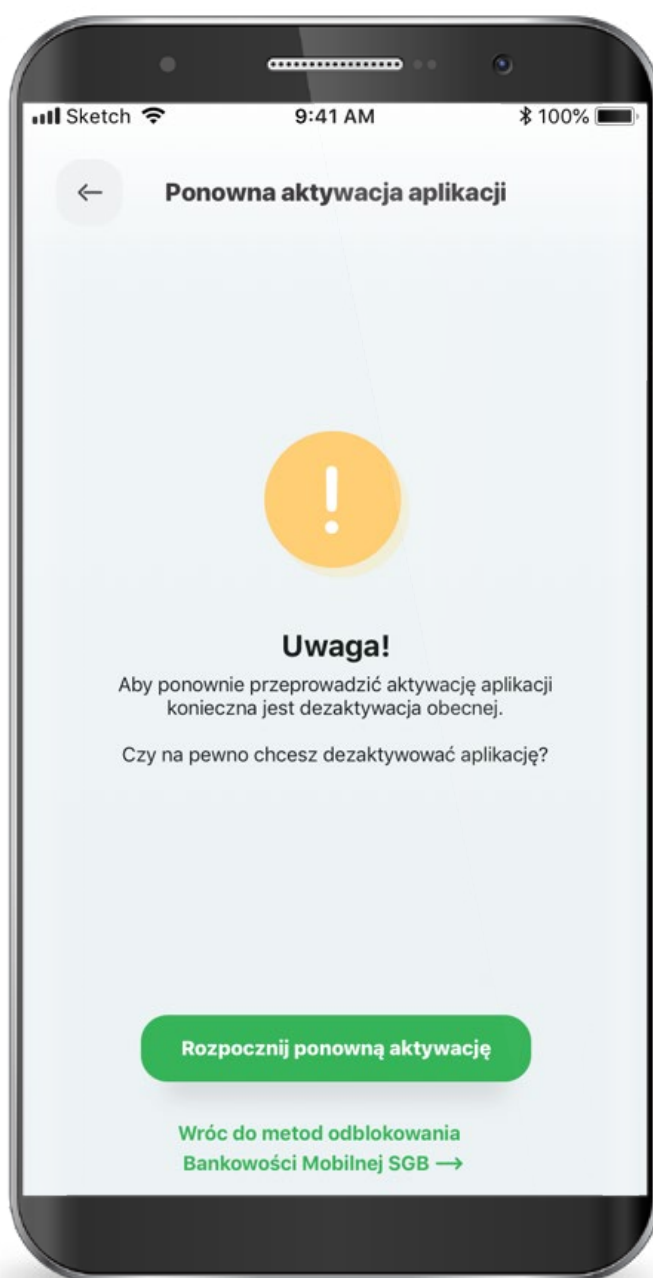 Sketch 9:41 AM 100%
Ponowna aktywacja aplikacji
Uwaga!
Aby ponownie przeprowadzić aktywację aplikacji
konieczna jest dezaktywacja obecnej.
Czy na pewno chcesz dezaktywować aplikację?
Rozpocznij ponowną aktywację
Wróc do metod odblokowania
Bankowości Mobilnej SGB →